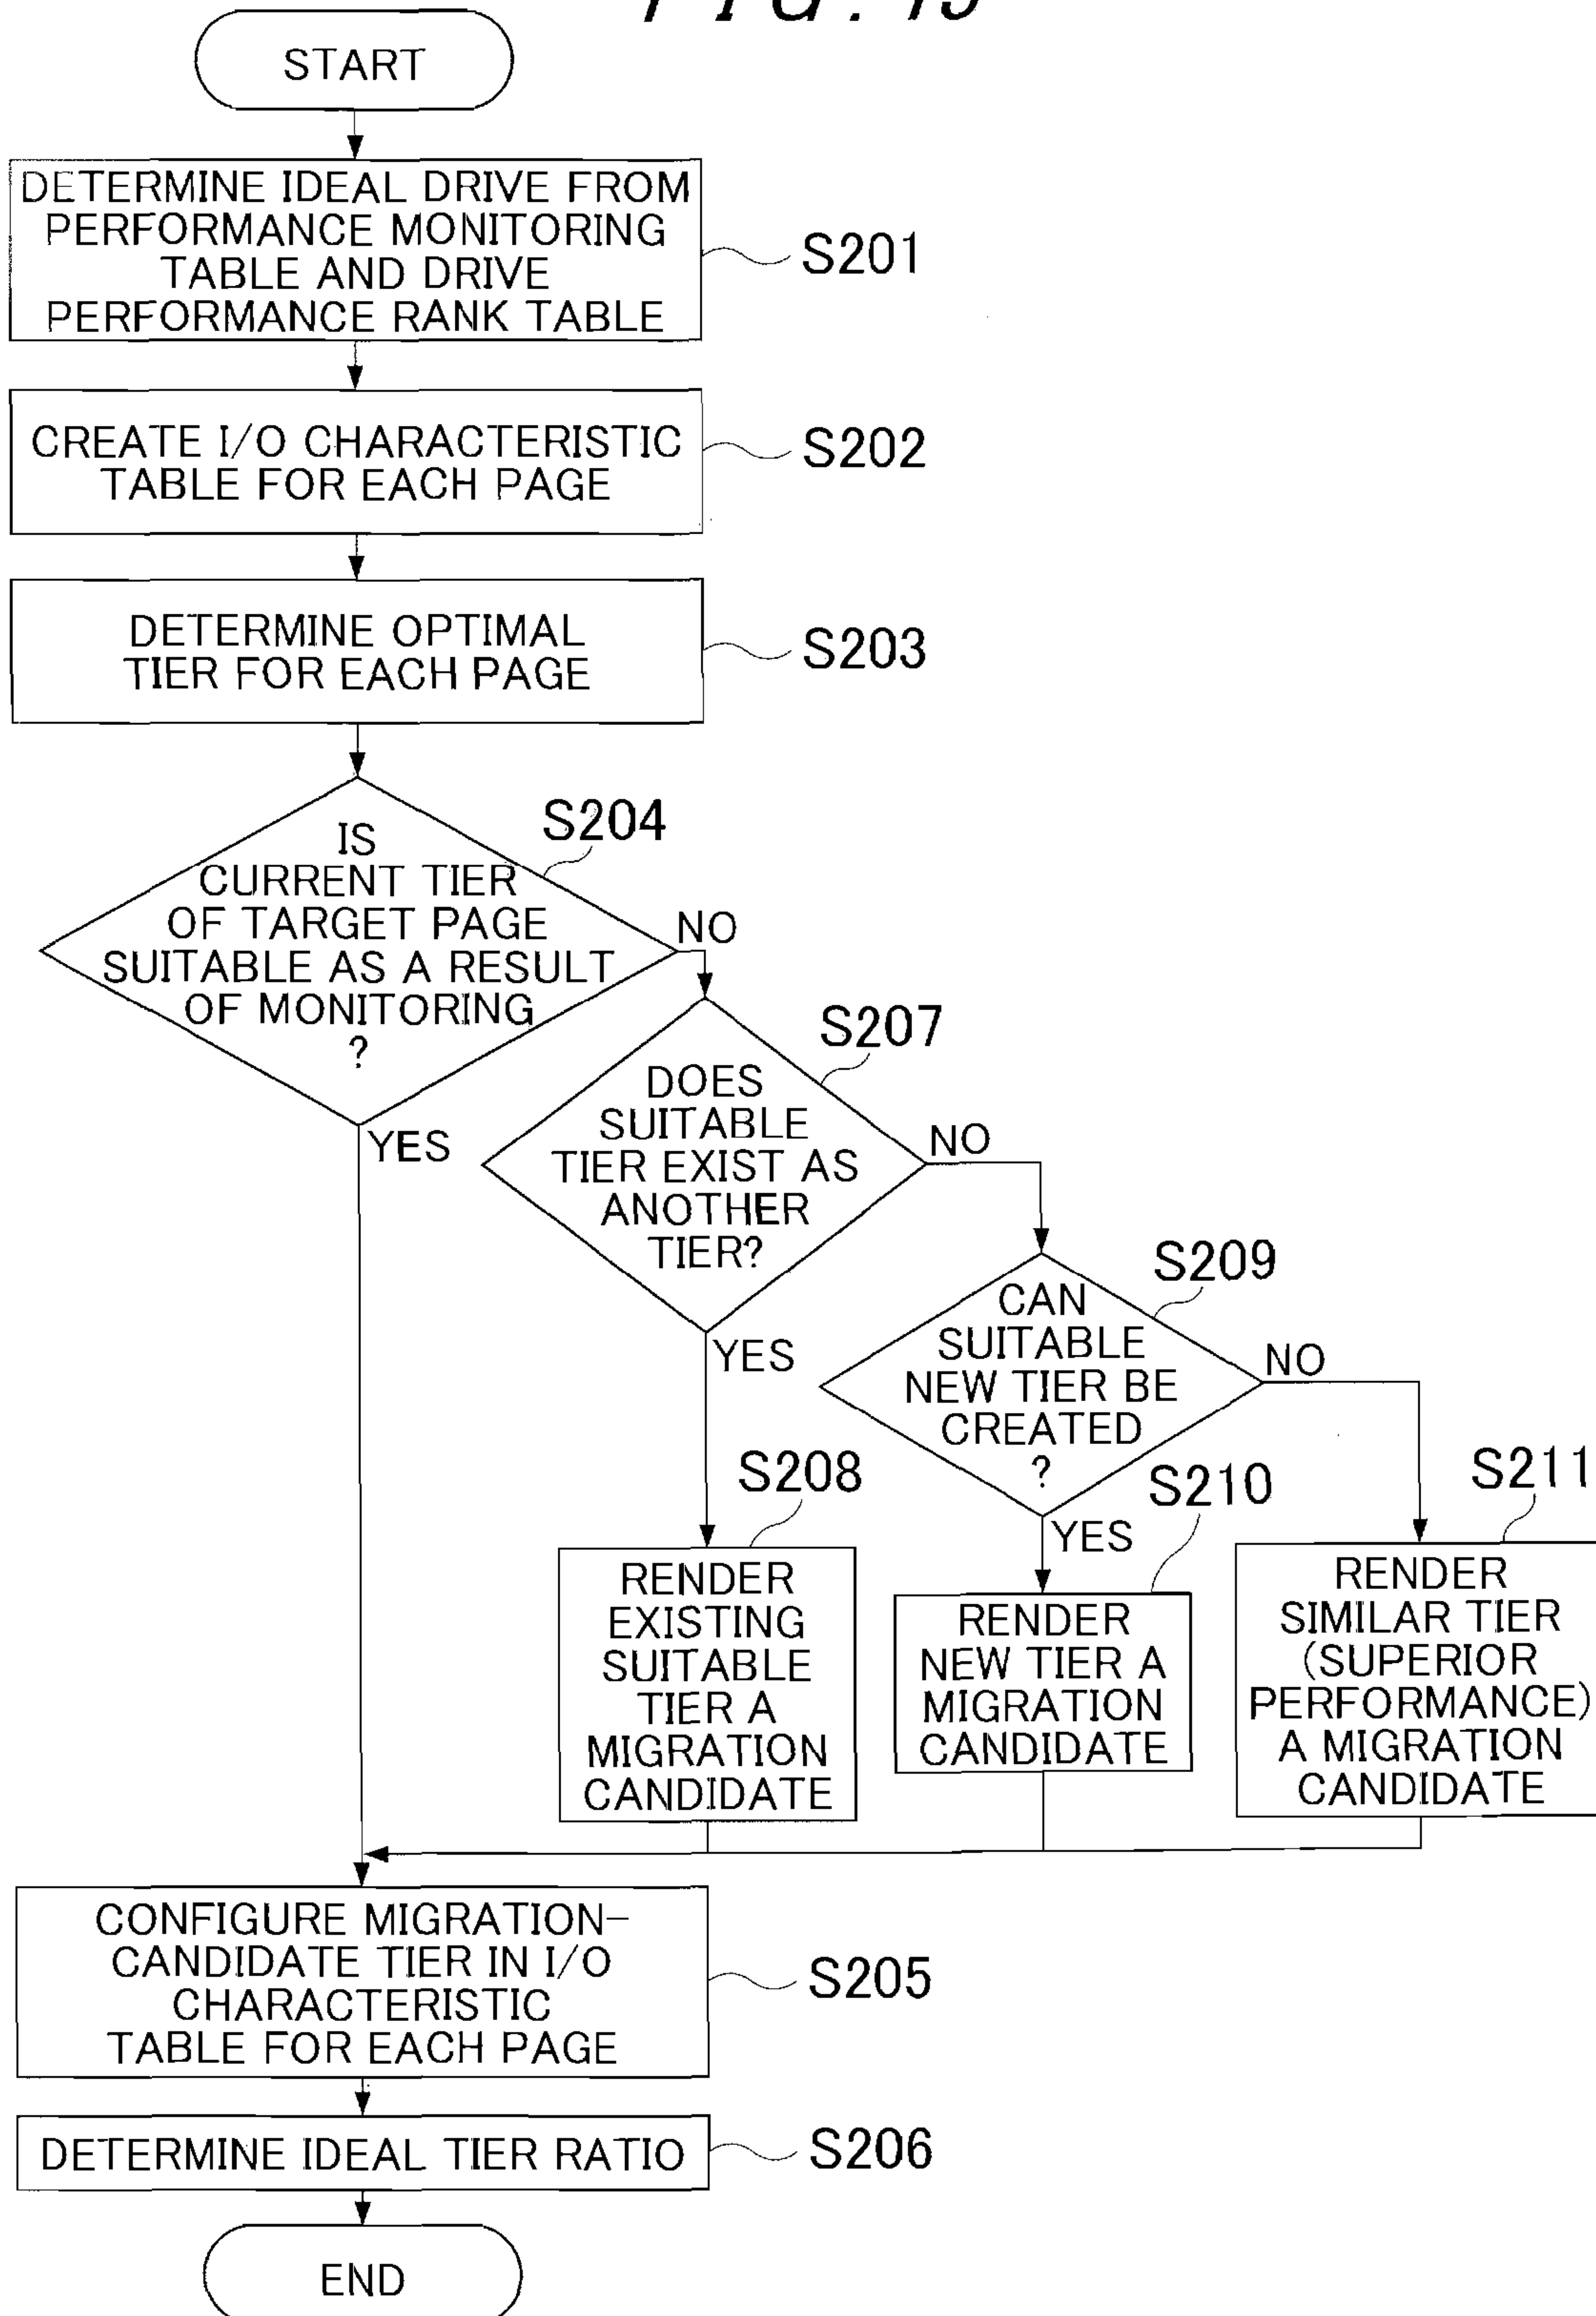 FIG. 15
START
DETERMINE IDEAL DRIVE FROM
PERFORMANCE MONITORING
TABLE AND DRIVE
PERFORMANCE RANK TABLE
S201
CREATE I/O CHARACTERISTIC
TABLE FOR EACH PAGE
S202
DETERMINE OPTIMAL
TIER FOR EACH PAGE
S203
IS
CURRENT TIER
OF TARGET PAGE
SUITABLE AS A RESULT
OF MONITORING
?
S204
NO
YES
DOES
SUITABLE
TIER EXIST AS
ANOTHER
TIER?
S207
NO
YES
CAN
SUITABLE
NEW TIER BE
CREATED
?
S209
NO
YES
RENDER
EXISTING
SUITABLE
TIER A
MIGRATION
CANDIDATE
S208
RENDER
NEW TIER A
MIGRATION
CANDIDATE
S210
RENDER
SIMILAR TIER
(SUPERIOR
PERFORMANCE)
A MIGRATION
CANDIDATE
S211
CONFIGURE MIGRATION-
CANDIDATE TIER IN I/O
CHARACTERISTIC
TABLE FOR EACH PAGE
S205
DETERMINE IDEAL TIER RATIO
S206
END